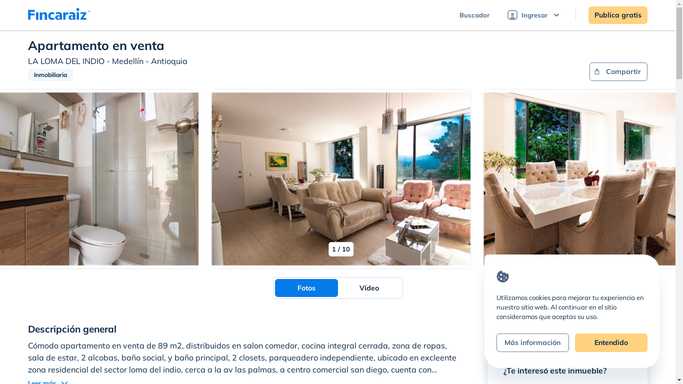 Fincaraiz
Buscador
Ingresar
Publica gratis
Apartamento en venta
LA LOMA DEL INDIO - Medellín - Antioquia
Inmobiliaria
Compartir
1 / 10
Fotos
Video
Descripción general
Cómodo apartamento en venta de 89 m2, distribuidos en salon comedor, cocina integral cerrada, zona de ropas,
sala de estar, 2 alcobas, baño social, y baño principal, 2 closets, parqueadero independiente, ubicado en excleente
zona residencial del sector loma del indio, cerca a la av las palmas, a centro comercial san diego, cuenta con...
Leer más
Utilizamos cookies para mejorar tu experiencia en
nuestro sitio web. Al continuar en el sitio
consideramos que aceptas su uso.
Más información
Entendido
¿Te interesó este inmueble?